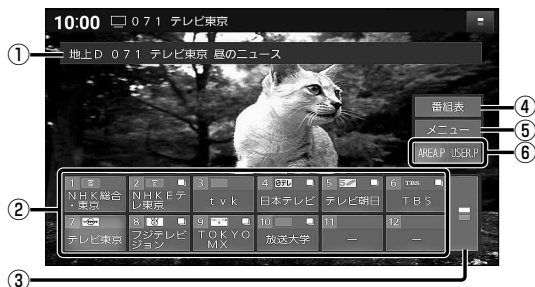 10:00 071 テレビ東京
① 地上D 071 テレビ東京 昼のニュース
番組表 ④
メニュー ⑤
AREA.P USER.P ⑥
②
1
NHK総合・東京
2
NHKEテレ東京
3
tvk
4 日テレ
日本テレビ
5
テレビ朝日
6 TBS
TBS
7
テレビ東京
8
フジテレビジョン
9
TOKYO MX
10
放送大学
11
—
12
—
③